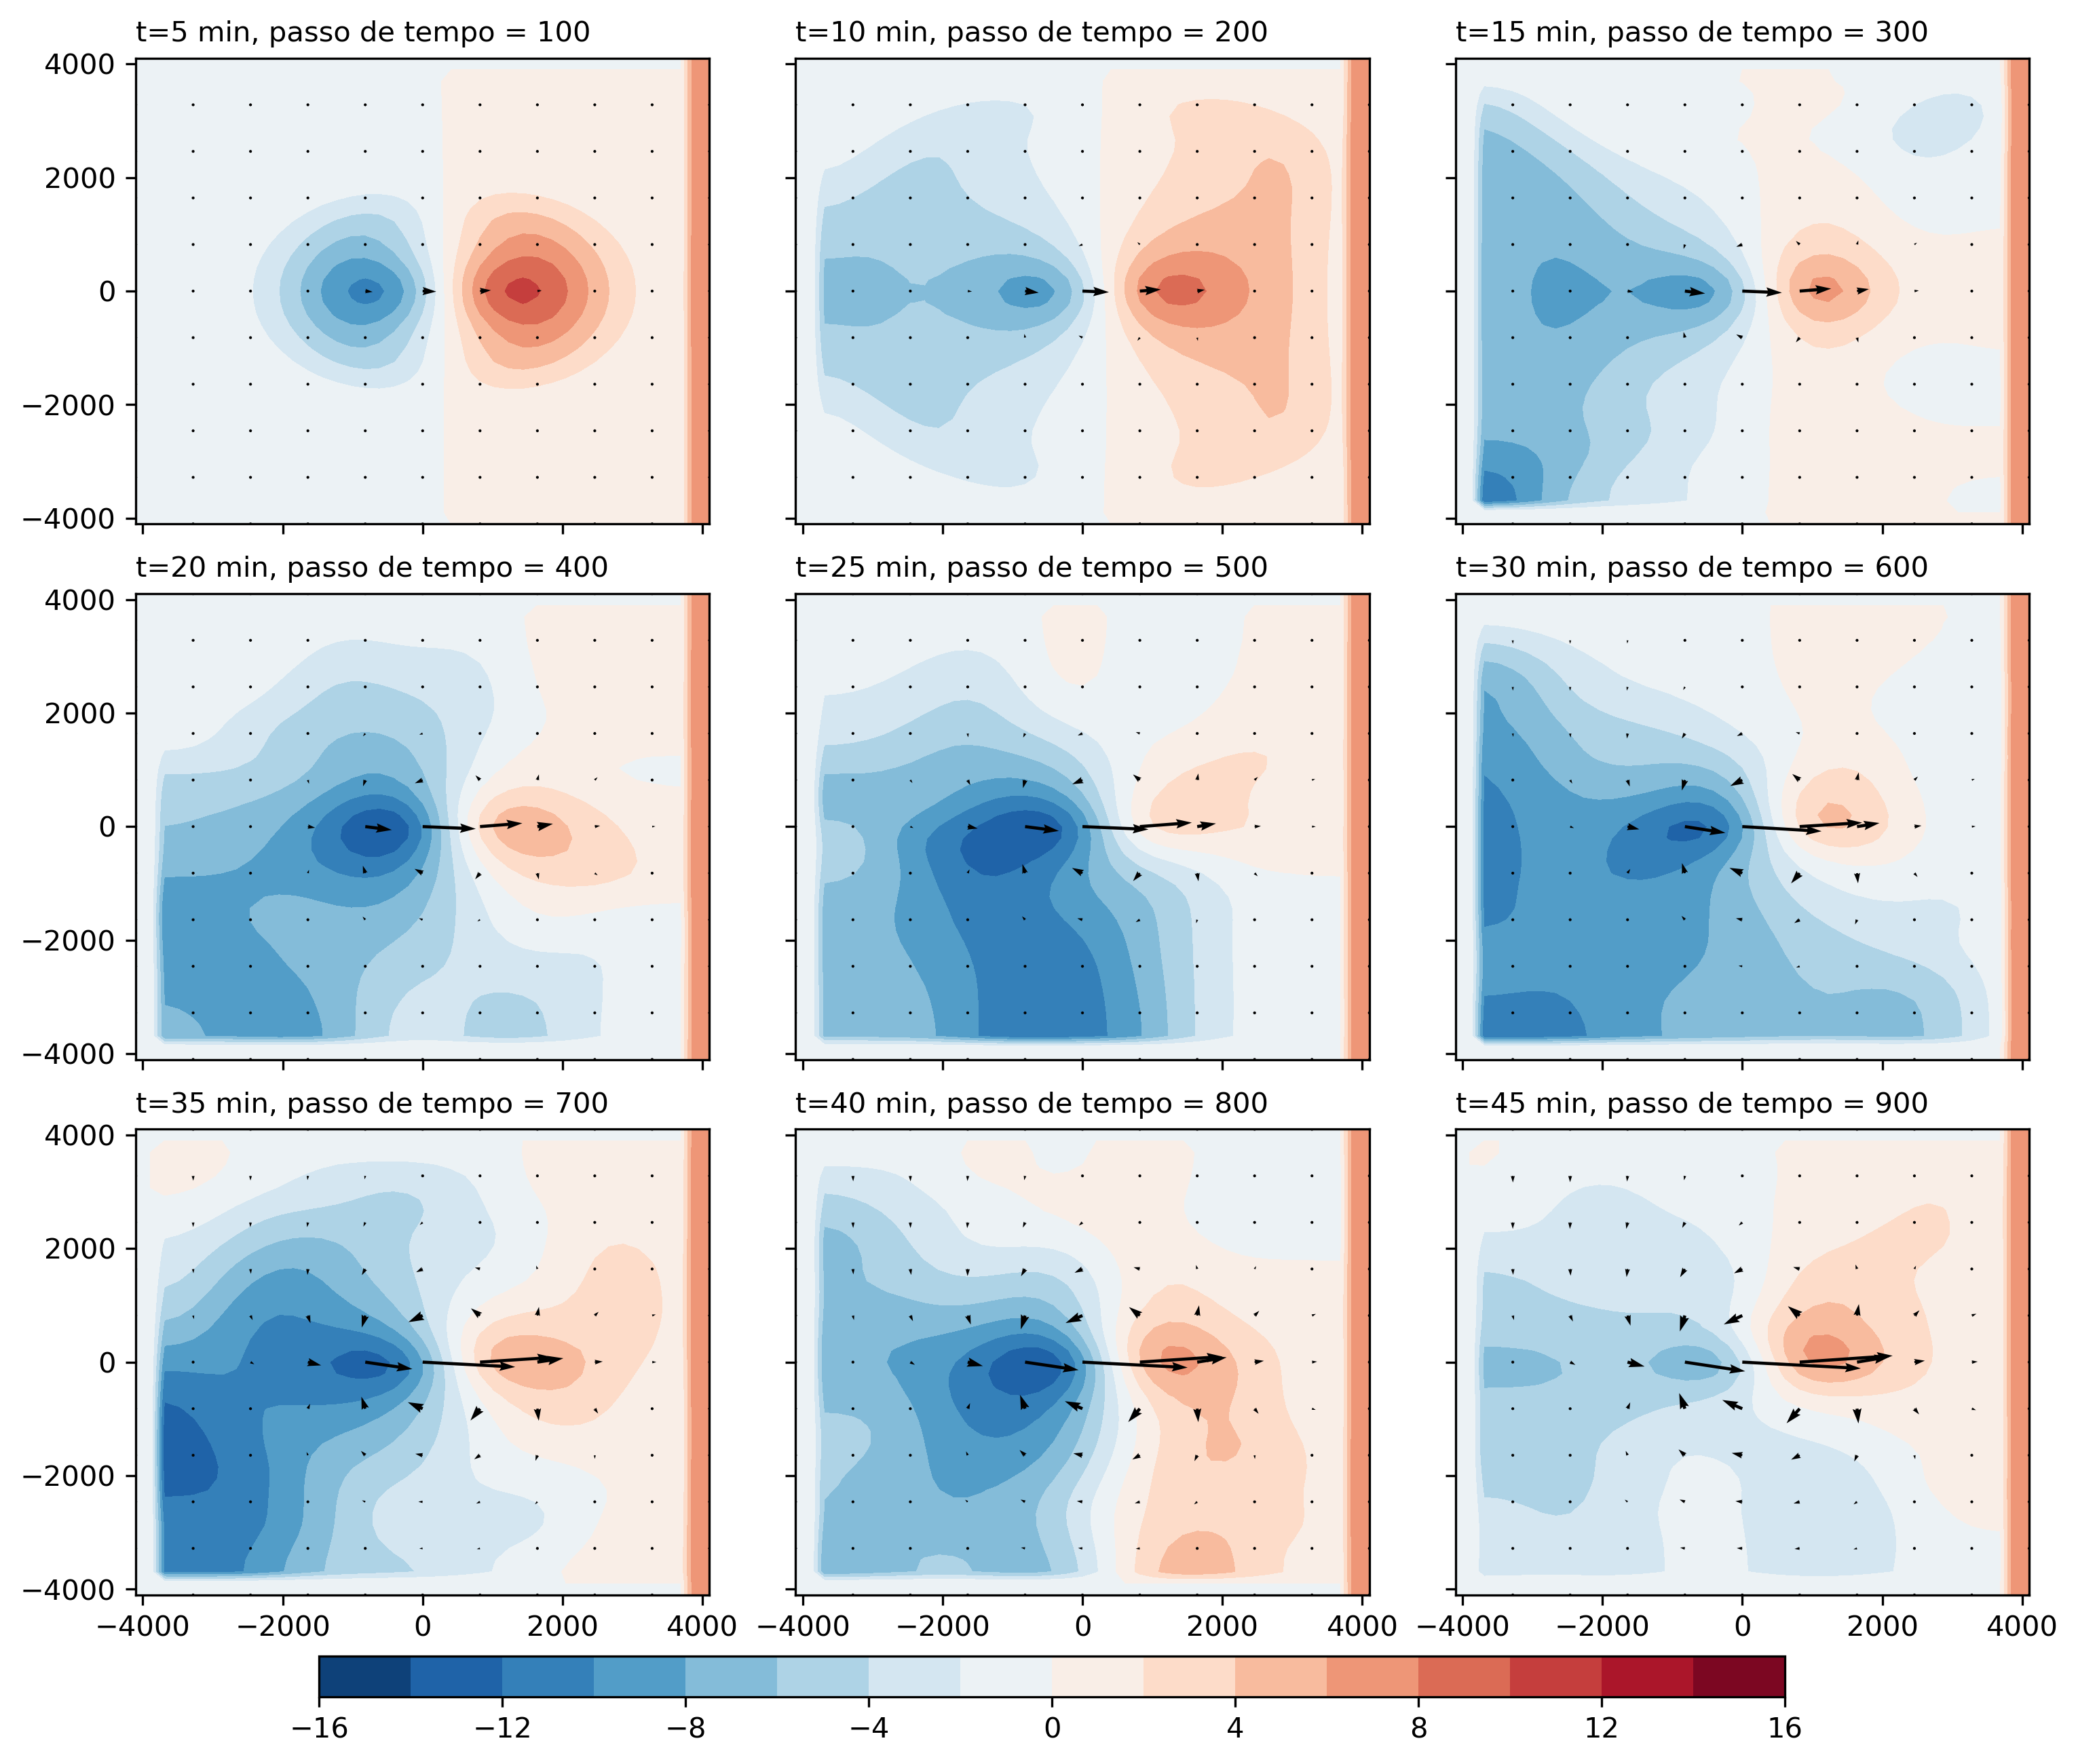 t=5 min, passo de tempo = 100
t=10 min, passo de tempo = 200
t=15 min, passo de tempo = 300
4000
2000
0
−2000
−4000
−4000 −2000 0 2000 4000
t=20 min, passo de tempo = 400
t=25 min, passo de tempo = 500
t=30 min, passo de tempo = 600
4000
2000
0
−2000
−4000
t=35 min, passo de tempo = 700
t=40 min, passo de tempo = 800
t=45 min, passo de tempo = 900
4000
2000
0
−2000
−4000
−4000 −2000 0 2000 4000
−4000 −2000 0 2000 4000
−16 −12 −8 −4 0 4 8 12 16